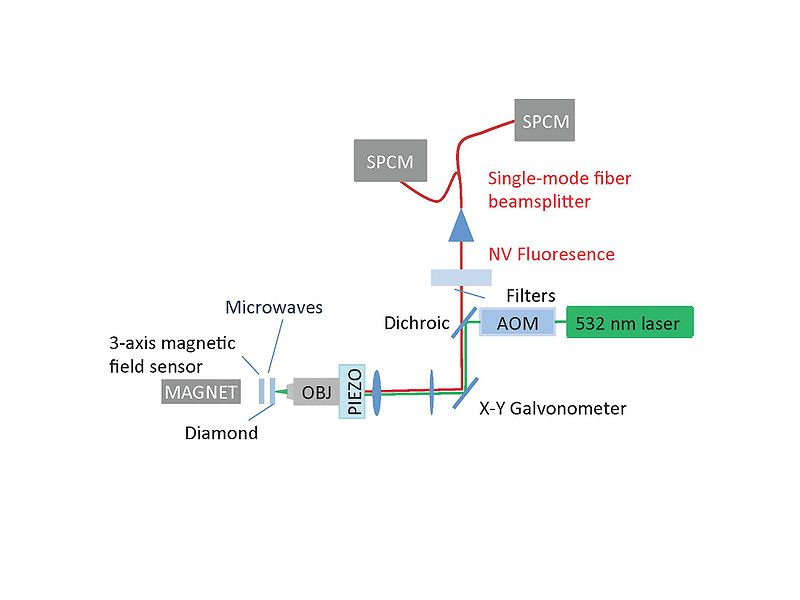 SPCM
SPCM
Single-mode fiber
beamsplitter
NV Fluoresence
Filters
Microwaves
Dichroic
AOM
532 nm laser
3-axis magnetic
field sensor
MAGNET
OBJ
PIEZO
X-Y Galvonometer
Diamond